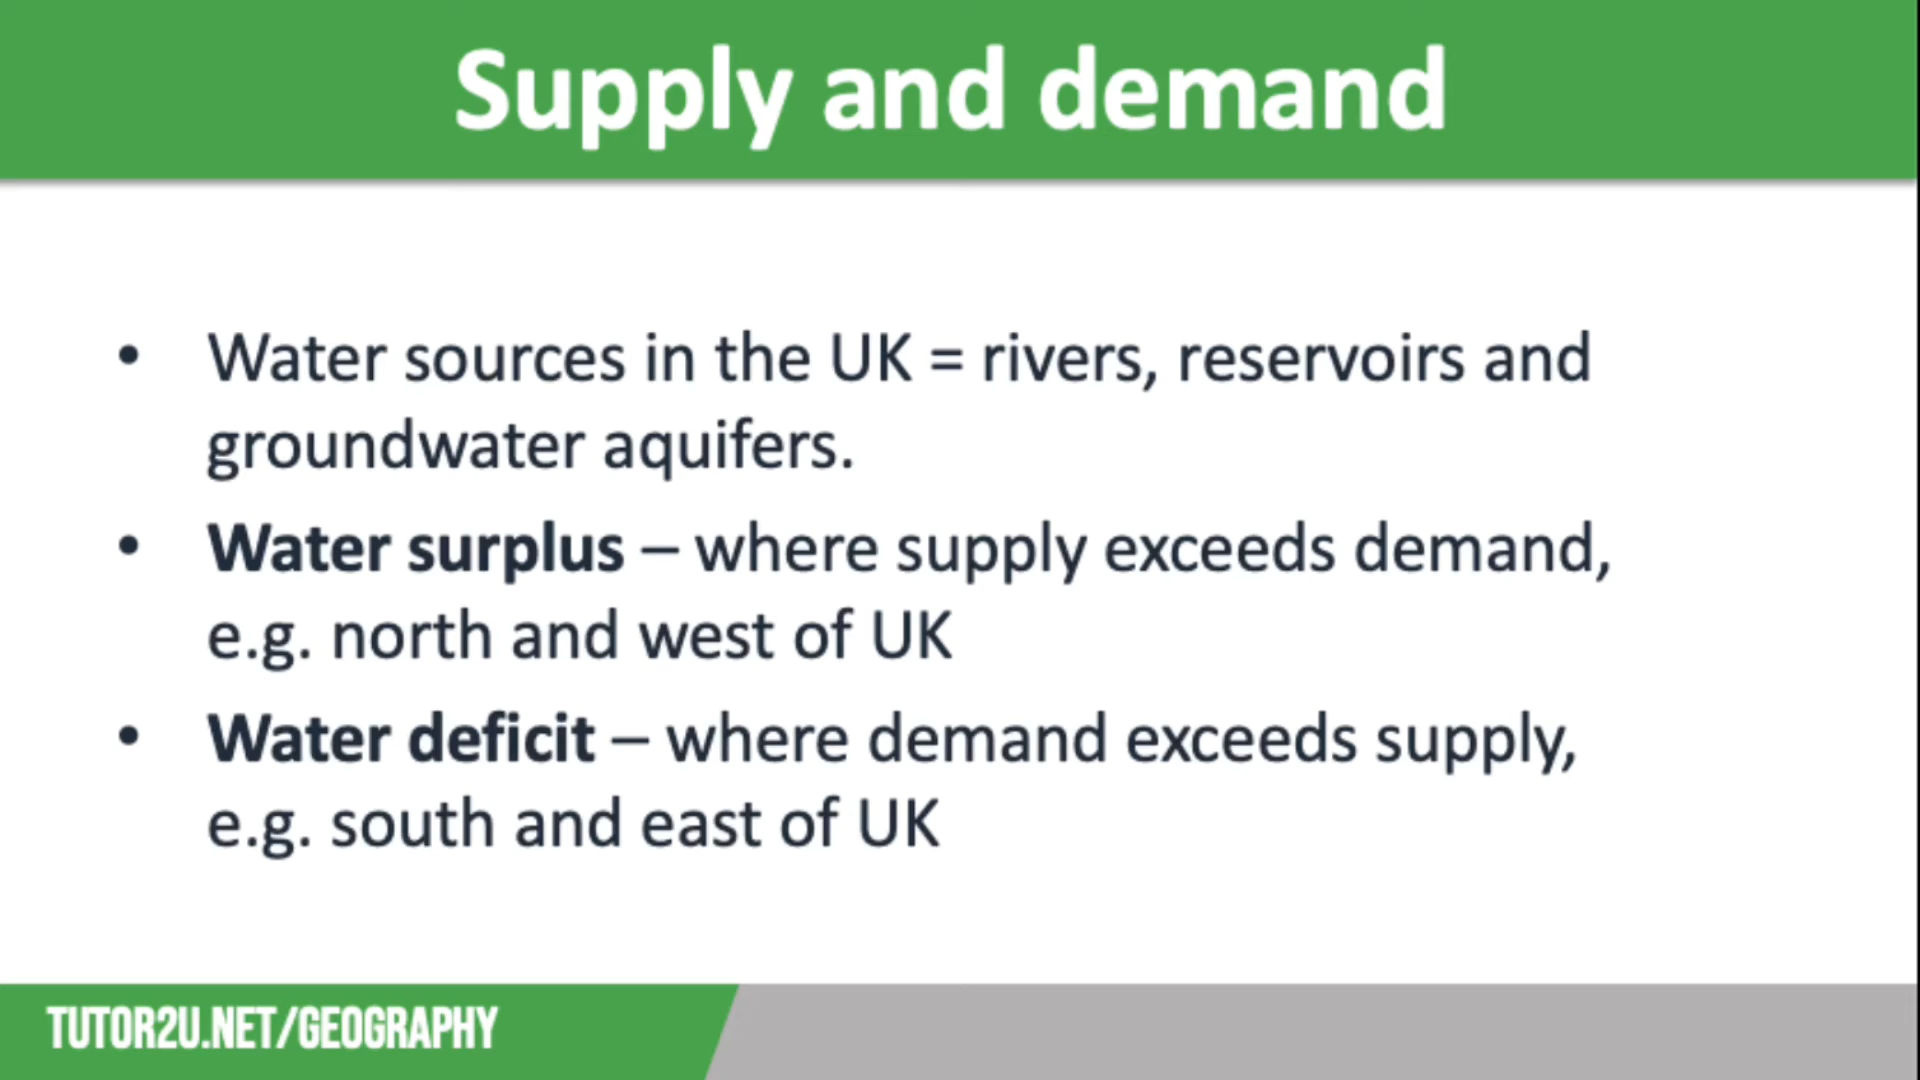 Supply and demand
• Water sources in the UK = rivers, reservoirs and
groundwater aquifers.
• Water surplus – where supply exceeds demand,
e.g. north and west of UK
• Water deficit – where demand exceeds supply,
e.g. south and east of UK
TUTOR2U.NET/GEOGRAPHY